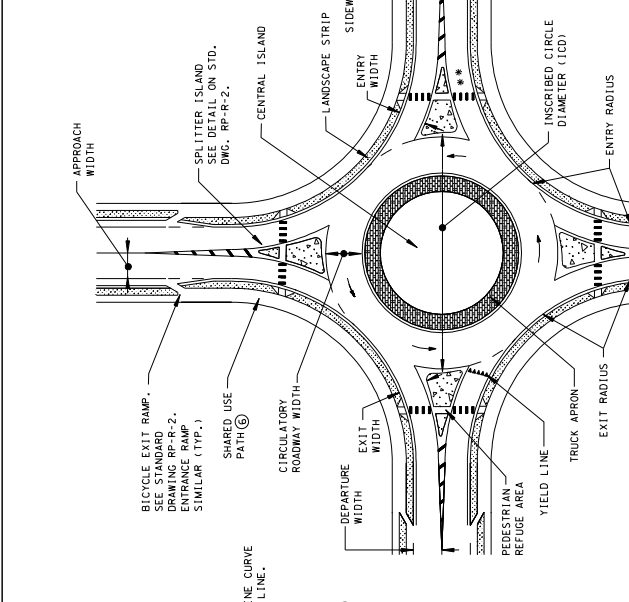 APPROACH
WIDTH
SPLITTER ISLAND
SEE DETAIL ON STD.
DWG. RP-R-2.
CENTRAL ISLAND
LANDSCAPE STRIP
SIDEW
ENTRY
WIDTH
INSCRIBED CIRCLE
DIAMETER (ICD)
ENTRY RADIUS
BICYCLE EXIT RAMP.
SEE STANDARD
DRAWING RP-R-2.
ENTRANCE RAMP
SIMILAR (TYP.)
SHARED USE
PATH ⑥
CIRCULATORY
ROADWAY WIDTH
EXIT
WIDTH
DEPARTURE
WIDTH
PEDESTRIAN
REFUGE AREA
YIELD LINE
TRUCK APRON
EXIT RADIUS
NE CURVE
LINE.
**